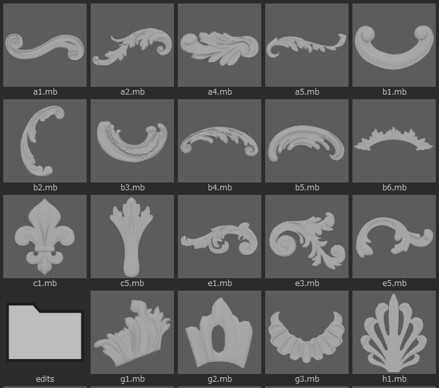 a1.mb a2.mb a4.mb a5.mb b1.mb
b2.mb b3.mb b4.mb b5.mb b6.mb
c1.mb c5.mb e1.mb e3.mb e5.mb
edits g1.mb g2.mb g3.mb h1.mb